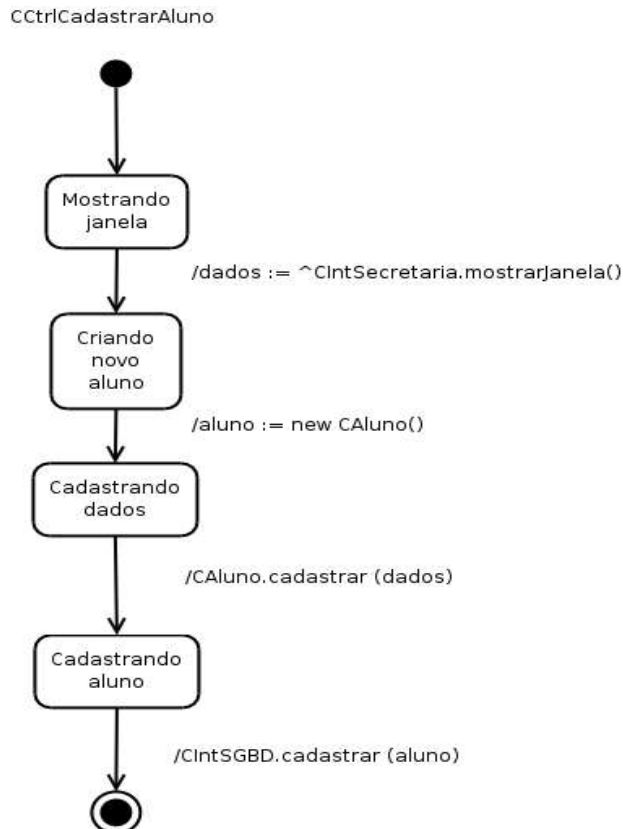 CCtrlCadastrarAluno
Mostrando
janela
/dados := ^CIntSecretaria.mostrarJanela()
Criando
novo
aluno
/aluno := new CAluno()
Cadastrando
dados
/CAluno.cadastrar (dados)
Cadastrando
aluno
/CIntSGBD.cadastrar (aluno)